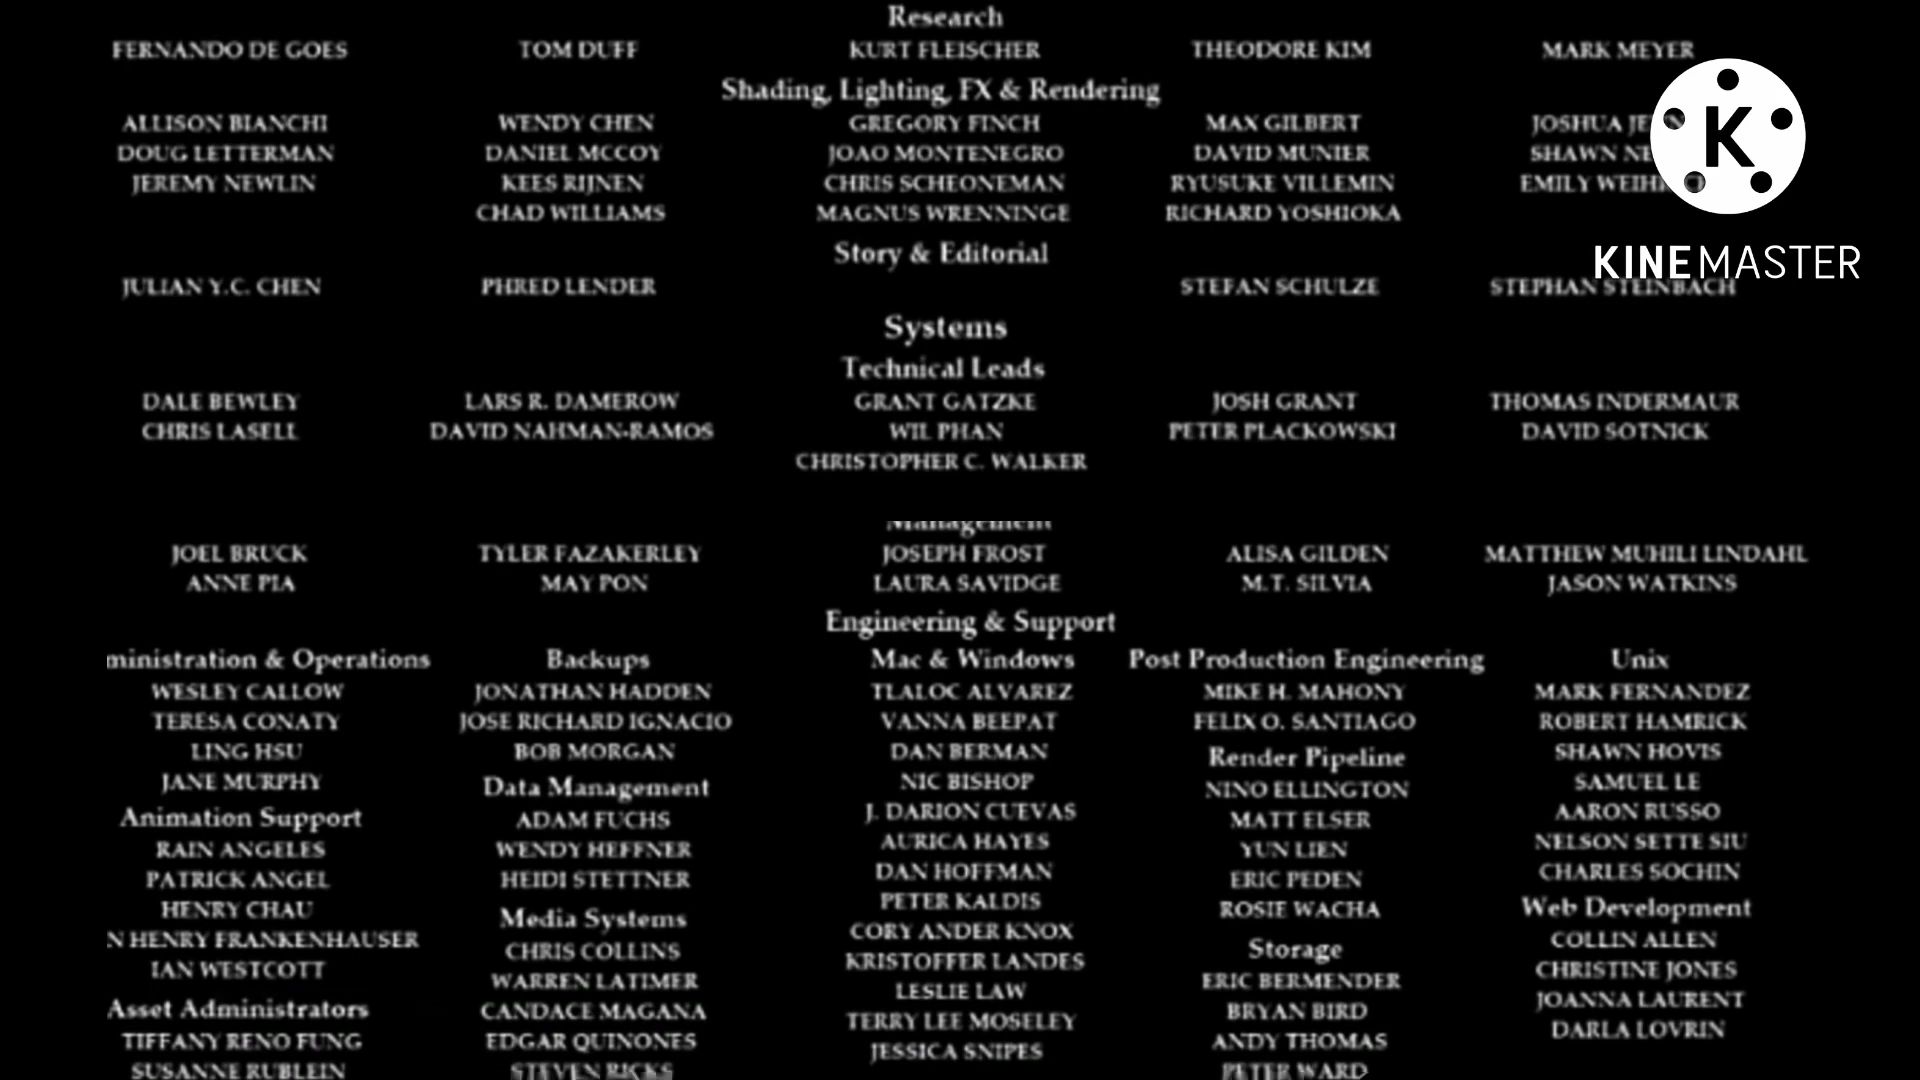 Research
FERNANDO DE GOES TOM DUFF KURT FLEISCHER THEODORE KIM MARK MEYER
Shading, Lighting, FX & Rendering
ALLISON BIANCHI WENDY CHEN GREGORY FINCH MAX GILBERT JOSHUA
DOUG LETTERMAN DANIEL MCCOY JOAO MONTENEGRO DAVID MUNIER SHAWN
JEREMY NEWLIN KEES RIJNEN CHRIS SCHEONEMAN RYUSUKE VILLEMIN EMILY
CHAD WILLIAMS MAGNUS WRENNINGE RICHARD YOSHIOKA
K
KINEMASTER
Story & Editorial
JULIAN Y.C. CHEN PHRED LENDER STEFAN SCHULZE STEPHAN STEINBACH
Systems
Technical Leads
DALE BEWLEY LARS R. DAMEROW GRANT GATZKE JOSH GRANT THOMAS INDERMAUR
CHRIS LASELL DAVID NAHMAN-RAMOS WIL PHAN PETER PLACKOWSKI DAVID SOTNICK
CHRISTOPHER C. WALKER
Management
JOEL BRUCK TYLER FAZAKERLEY JOSEPH FROST ALISA GILDEN MATTHEW MUHILI LINDAHL
ANNE PIA MAY PON LAURA SAVIDGE M.T. SILVIA JASON WATKINS
Engineering & Support
ministration & Operations
WESLEY CALLOW
TERESA CONATY
LING HSU
JANE MURPHY
Animation Support
RAIN ANGELES
PATRICK ANGEL
HENRY CHAU
N HENRY FRANKENHAUSER
IAN WESTCOTT
Asset Administrators
TIFFANY RENO FUNG
SUSANNE RUBLEIN
Backups
JONATHAN HADDEN
JOSE RICHARD IGNACIO
BOB MORGAN
Data Management
ADAM FUCHS
WENDY HEFFNER
HEIDI STETTNER
Media Systems
CHRIS COLLINS
WARREN LATIMER
CANDACE MAGANA
EDGAR QUINONES
STEVEN RICKS
Mac & Windows
TLALOC ALVAREZ
VANNA BEEPAT
DAN BERMAN
NIC BISHOP
J. DARION CUEVAS
AURICA HAYES
DAN HOFFMAN
PETER KALDIS
CORY ANDER KNOX
KRISTOFFER LANDES
LESLIE LAW
TERRY LEE MOSELEY
JESSICA SNIPES
Post Production Engineering
MIKE H. MAHONY
FELIX O. SANTIAGO
Render Pipeline
NINO ELLINGTON
MATT ELSER
YUN LIEN
ERIC PEDEN
ROSIE WACHA
Storage
ERIC BERMENDER
BRYAN BIRD
ANDY THOMAS
PETER WARD
Unix
MARK FERNANDEZ
ROBERT HAMRICK
SHAWN HOVIS
SAMUEL LE
AARON RUSSO
NELSON SETTE SIU
CHARLES SOCHIN
Web Development
COLLIN ALLEN
CHRISTINE JONES
JOANNA LAURENT
DARLA LOVRIN